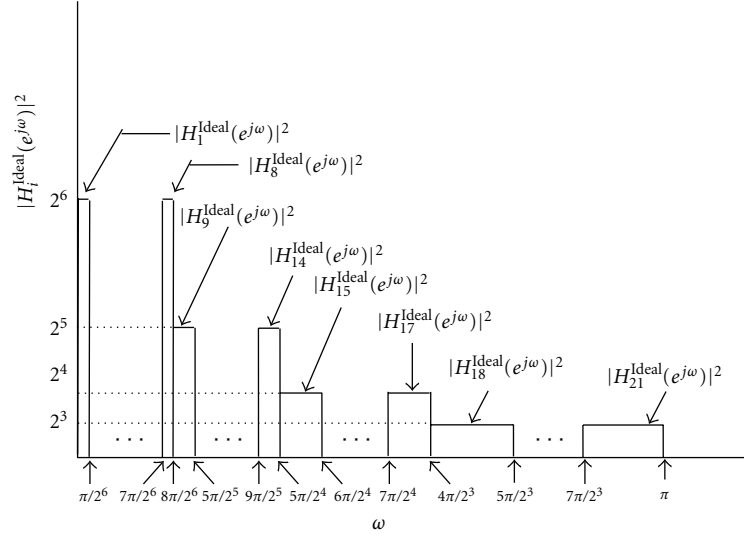 |H_i^Ideal(e^jω)|^2
|H_1^Ideal(e^jω)|^2
|H_8^Ideal(e^jω)|^2
2^6
|H_9^Ideal(e^jω)|^2
|H_14^Ideal(e^jω)|^2
|H_15^Ideal(e^jω)|^2
2^5
|H_17^Ideal(e^jω)|^2
2^4
|H_18^Ideal(e^jω)|^2
|H_21^Ideal(e^jω)|^2
2^3
... ... ... ...
π/2^6 7π/2^6 8π/2^6 5π/2^5 9π/2^5 5π/2^4 6π/2^4 7π/2^4 4π/2^3 5π/2^3 7π/2^3 π
ω